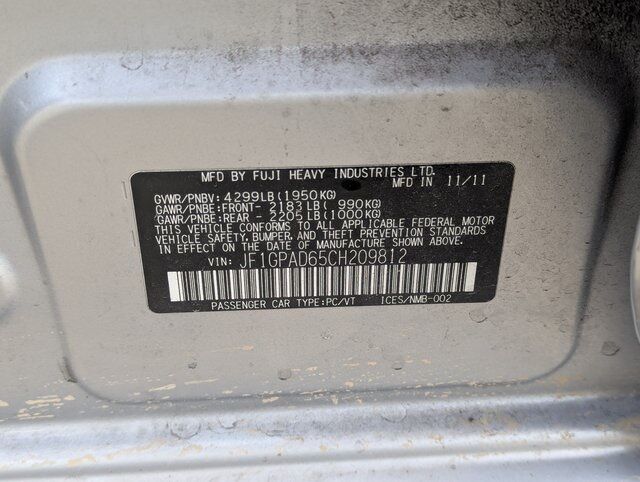 MFD BY FUJI HEAVY INDUSTRIES LTD.
MFD IN 11/11
GVWR/PNBV: 4299LB(1950KG)
GAWR/PNBE:FRONT- 2183LB( 990KG)
GAWR/PNBE:REAR - 2205LB(1000KG)
THIS VEHICLE CONFORMS TO ALL APPLICABLE FEDERAL MOTOR
VEHICLE SAFETY,BUMPER, AND THEFT PREVENTION STANDARDS
IN EFFECT ON THE DATE OF MANUFACTURE SHOWN ABOVE.
VIN: JF1GPAD65CH209812
PASSENGER CAR TYPE:PC/VT ICES/NMB-002